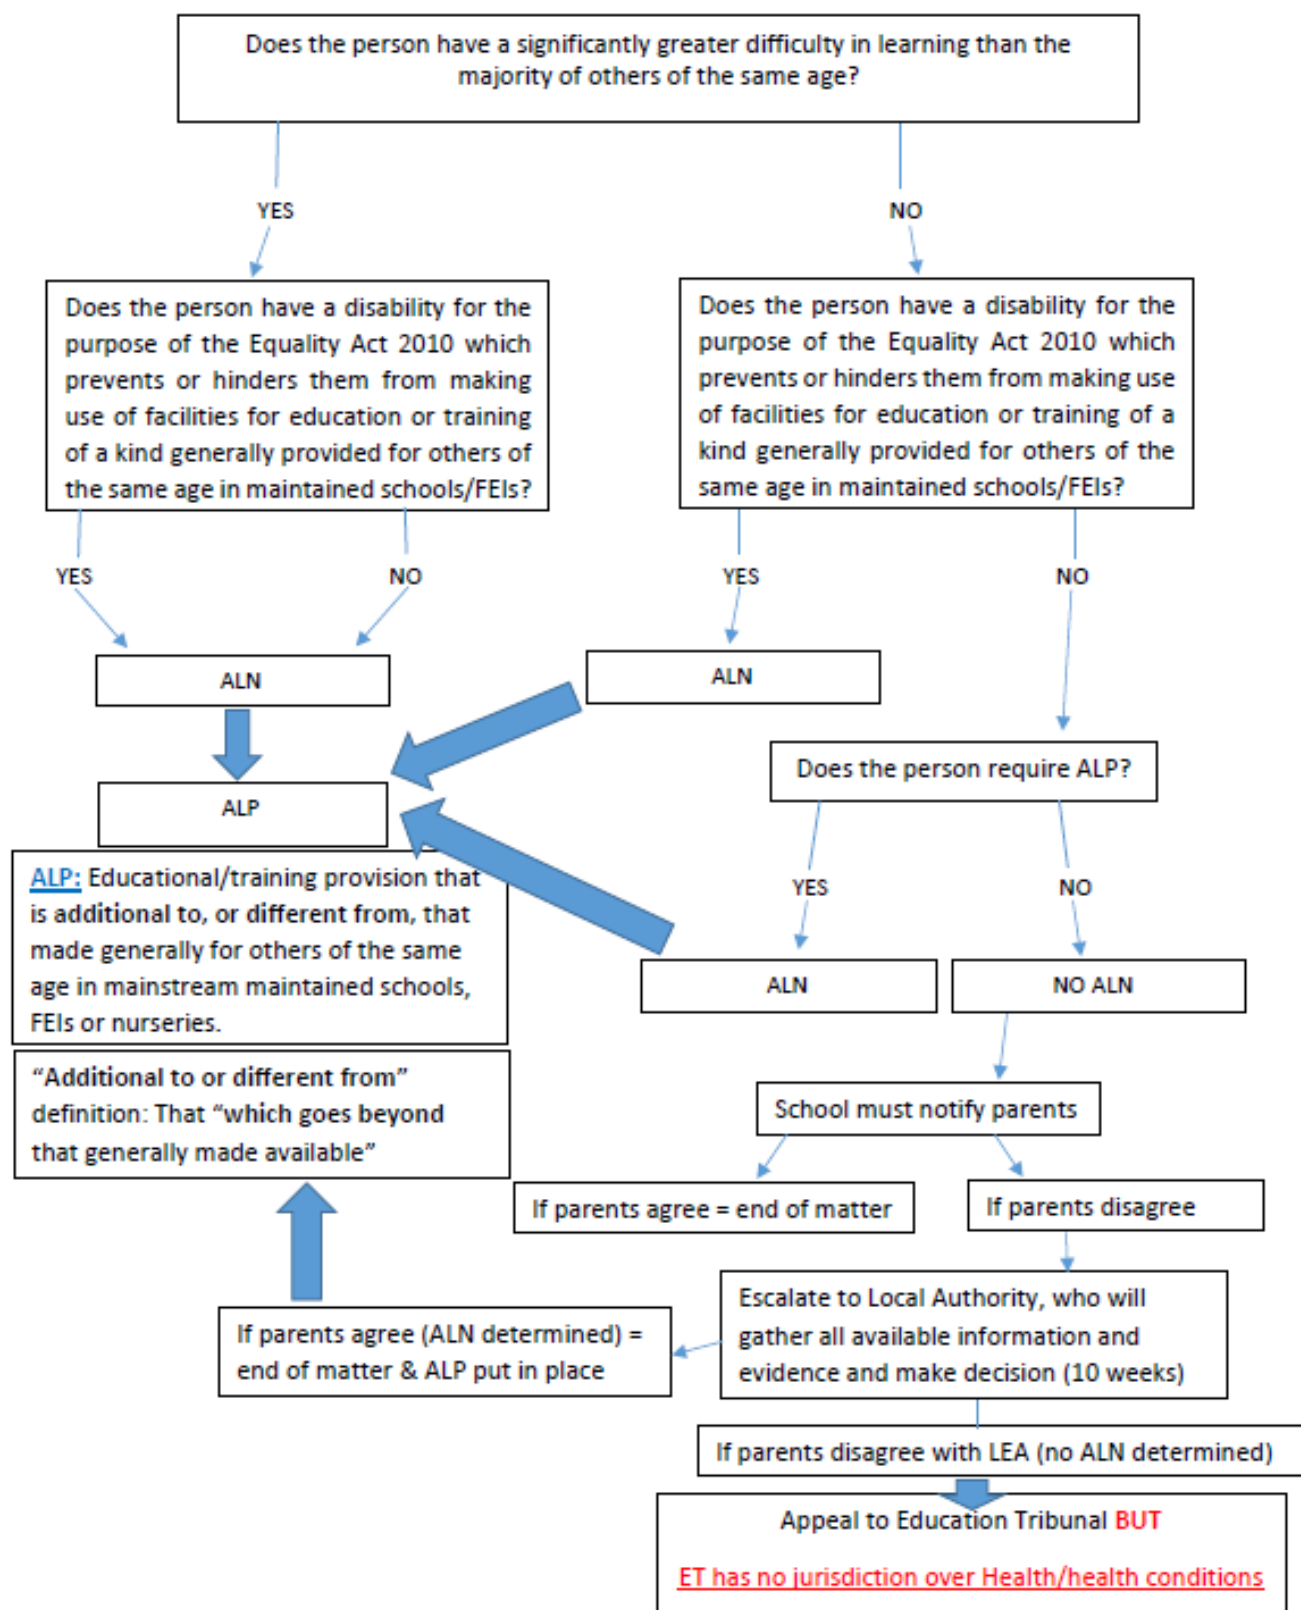 Does the person have a significantly greater difficulty in learning than the
majority of others of the same age?
YES
NO
Does the person have a disability for the
purpose of the Equality Act 2010 which
prevents or hinders them from making
use of facilities for education or training
of a kind generally provided for others of
the same age in maintained schools/FEIs?
Does the person have a disability for the
purpose of the Equality Act 2010 which
prevents or hinders them from making use
of facilities for education or training of a
kind generally provided for others of the
same age in maintained schools/FEIs?
YES
NO
YES
NO
ALN
ALN
Does the person require ALP?
ALP
ALP: Educational/training provision that
is additional to, or different from, that
made generally for others of the same
age in mainstream maintained schools,
FEIs or nurseries.
YES
NO
ALN
NO ALN
“Additional to or different from”
definition: That “which goes beyond
that generally made available”
School must notify parents
If parents agree = end of matter
If parents disagree
Escalate to Local Authority, who will
gather all available information and
evidence and make decision (10 weeks)
If parents agree (ALN determined) =
end of matter & ALP put in place
If parents disagree with LEA (no ALN determined)
Appeal to Education Tribunal BUT
ET has no jurisdiction over Health/health conditions